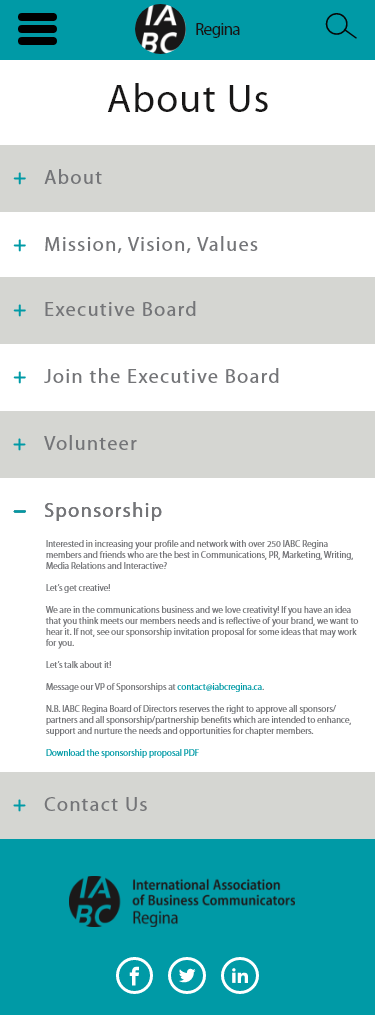 IA
BC
Regina
About Us
+ About
+ Mission, Vision, Values
+ Executive Board
+ Join the Executive Board
+ Volunteer
- Sponsorship
Interested in increasing your profile and network with over 250 IABC Regina
members and friends who are the best in Communications, PR, Marketing, Writing,
Media Relations and Interactive?
Let's get creative!
We are in the communications business and we love creativity! If you have an idea
that you think meets our members needs and is reflective of your brand, we want to
hear it. If not, see our sponsorship invitation proposal for some ideas that may work
for you.
Let's talk about it!
Message our VP of Sponsorships at contact@iabcregina.ca.
N.B. IABC Regina Board of Directors reserves the right to approve all sponsors/
partners and all sponsorship/partnership benefits which are intended to enhance,
support and nurture the needs and opportunities for chapter members.
Download the sponsorship proposal PDF
+ Contact Us
IA
BC
International Association
of Business Communicators
Regina